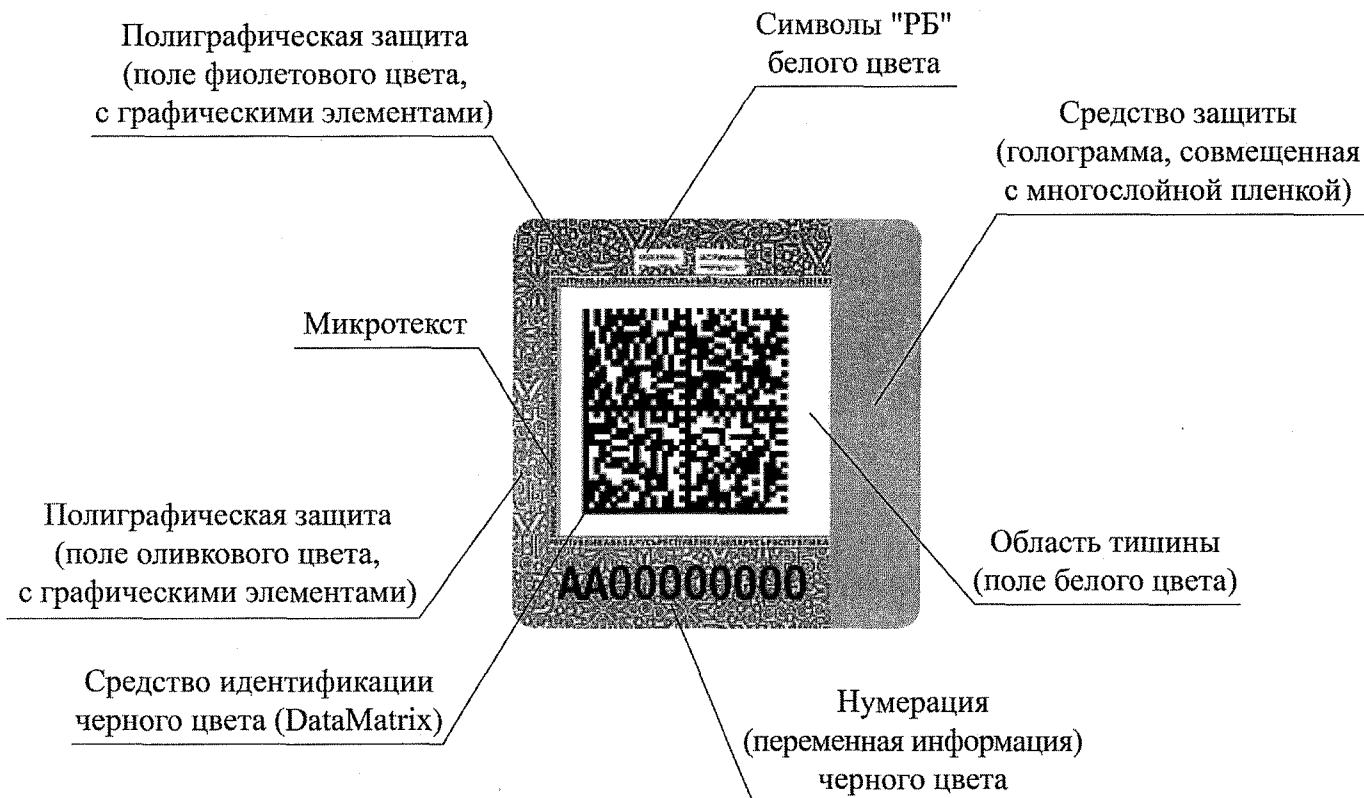 Полиграфическая защита
(поле фиолетового цвета,
с графическими элементами)
Символы "РБ"
белого цвета
Средство защиты
(голограмма, совмещенная
с многослойной пленкой)
Микротекст
РБ
Полиграфическая защита
(поле оливкового цвета,
с графическими элементами)
Область тишины
(поле белого цвета)
АА00000000
Средство идентификации
черного цвета (DataMatrix)
Нумерация
(переменная информация)
черного цвета